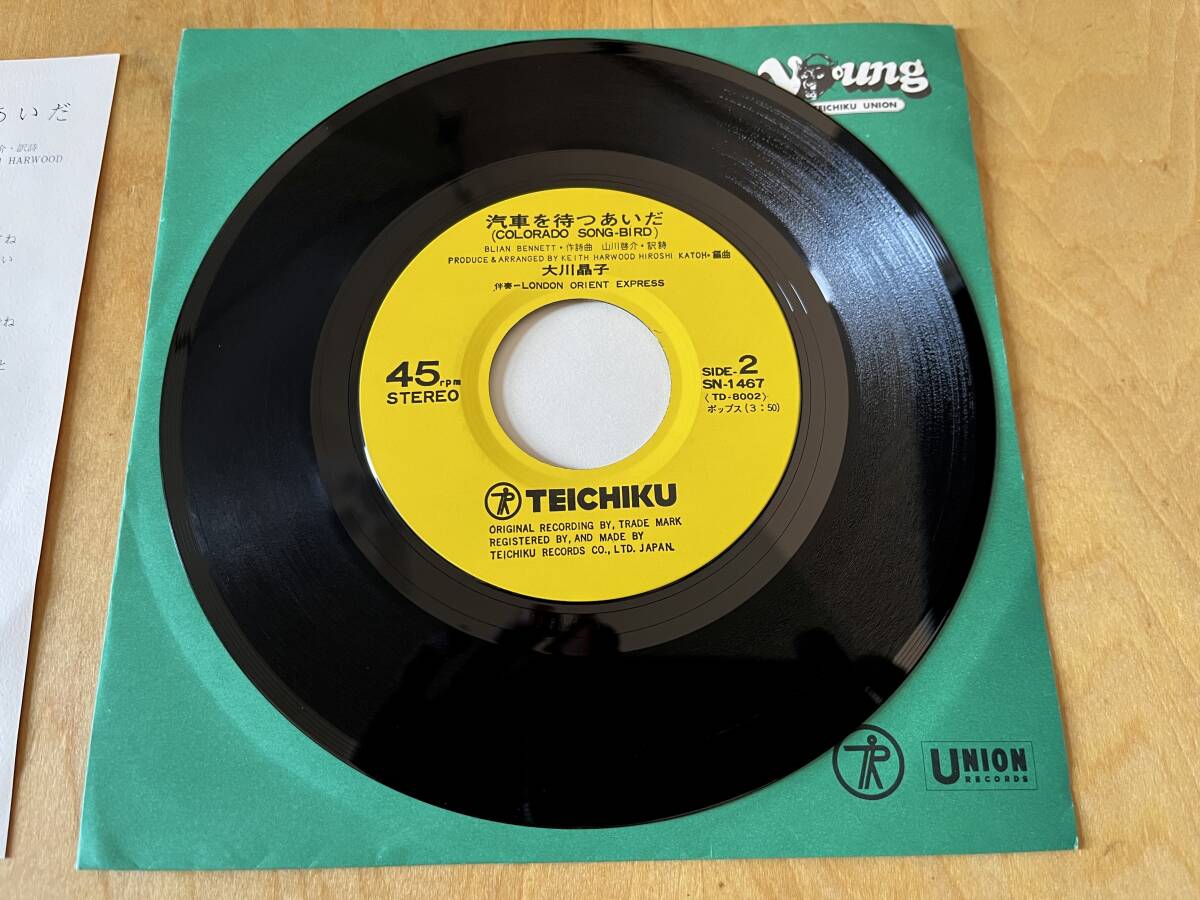 あいだ
介・訳詩
HARWOOD
ね
い
ね
と
Young
TEICHIKU UNION
汽車を待つあいだ
(COLORADO SONG-BIRD)
BLIAN BENNETT・作詩曲 山川啓介・訳詩
PRODUCE & ARRANGED BY KEITH HARWOOD HIROSHI KATOH・編曲
大川晶子
伴奏—LONDON ORIENT EXPRESS
45rpm
STEREO
SIDE-2
SN-1467
〈TD-8002〉
ポップス(3:50)
TEICHIKU
ORIGINAL RECORDING BY, TRADE MARK
REGISTERED BY, AND MADE BY
TEICHIKU RECORDS CO., LTD. JAPAN.
UNION
RECORDS